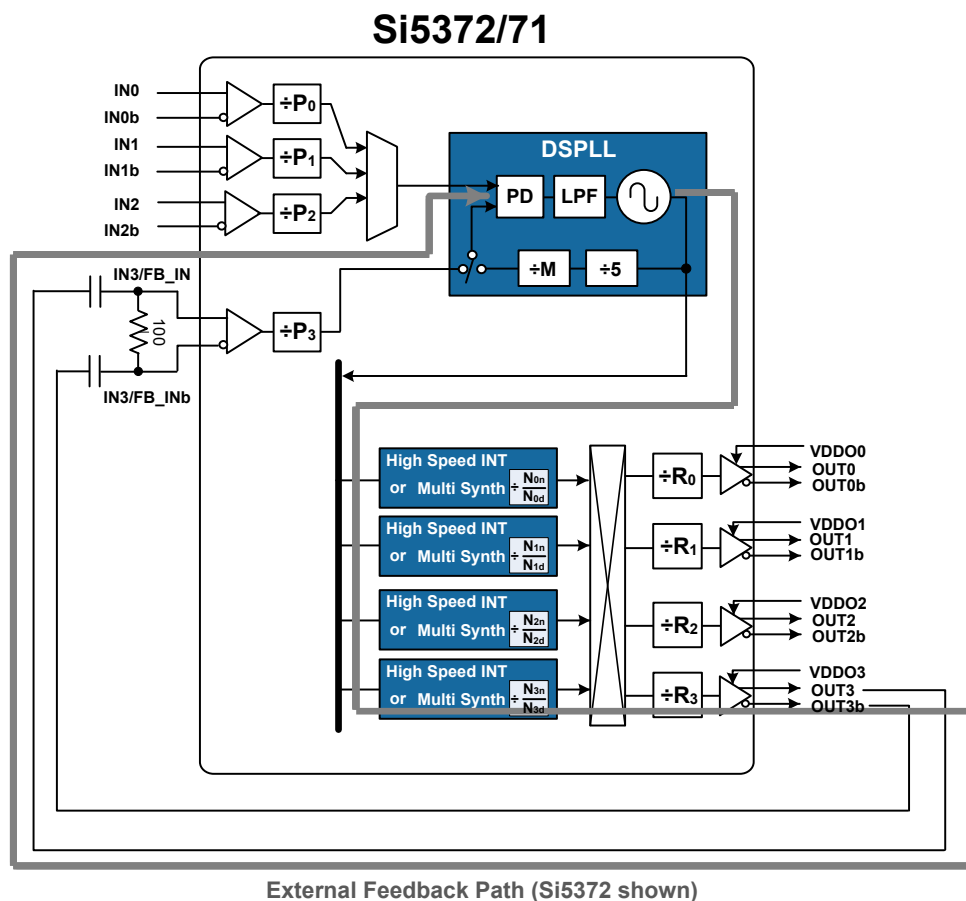 Si5372/71
IN0
IN0b
÷P0
IN1
IN1b
÷P1
IN2
IN2b
÷P2
DSPLL
PD
LPF
÷M
÷5
IN3/FB_IN
100
÷P3
IN3/FB_INb
High Speed INT
or Multi Synth ÷ N0n
N0d
÷R0
VDDO0
OUT0
OUT0b
High Speed INT
or Multi Synth ÷ N1n
N1d
÷R1
VDDO1
OUT1
OUT1b
High Speed INT
or Multi Synth ÷ N2n
N2d
÷R2
VDDO2
OUT2
OUT2b
High Speed INT
or Multi Synth ÷ N3n
N3d
÷R3
VDDO3
OUT3
OUT3b
External Feedback Path (Si5372 shown)